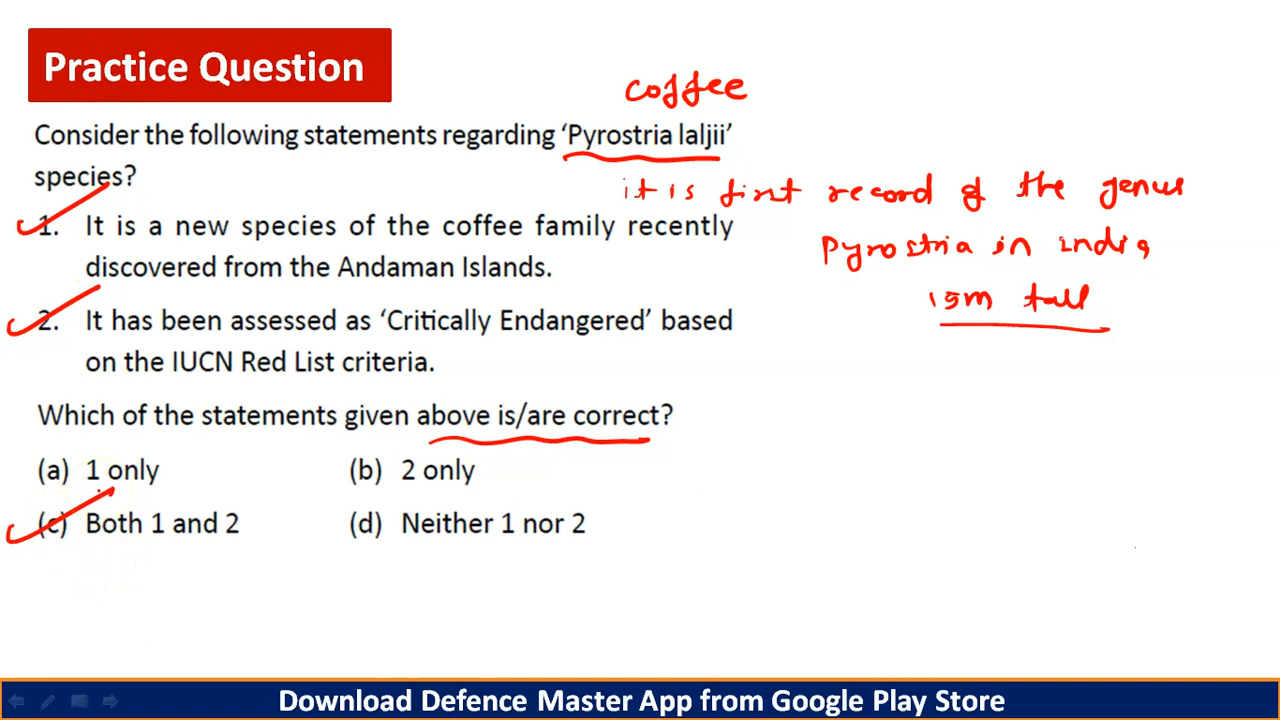 Practice Question
coffee
Consider the following statements regarding ‘Pyrostria laljii’
species?
it is first record of the genus
Pyrostria in india
15m tall
1. It is a new species of the coffee family recently
discovered from the Andaman Islands.
2. It has been assessed as ‘Critically Endangered’ based
on the IUCN Red List criteria.
Which of the statements given above is/are correct?
(a) 1 only (b) 2 only
(c) Both 1 and 2 (d) Neither 1 nor 2
Download Defence Master App from Google Play Store